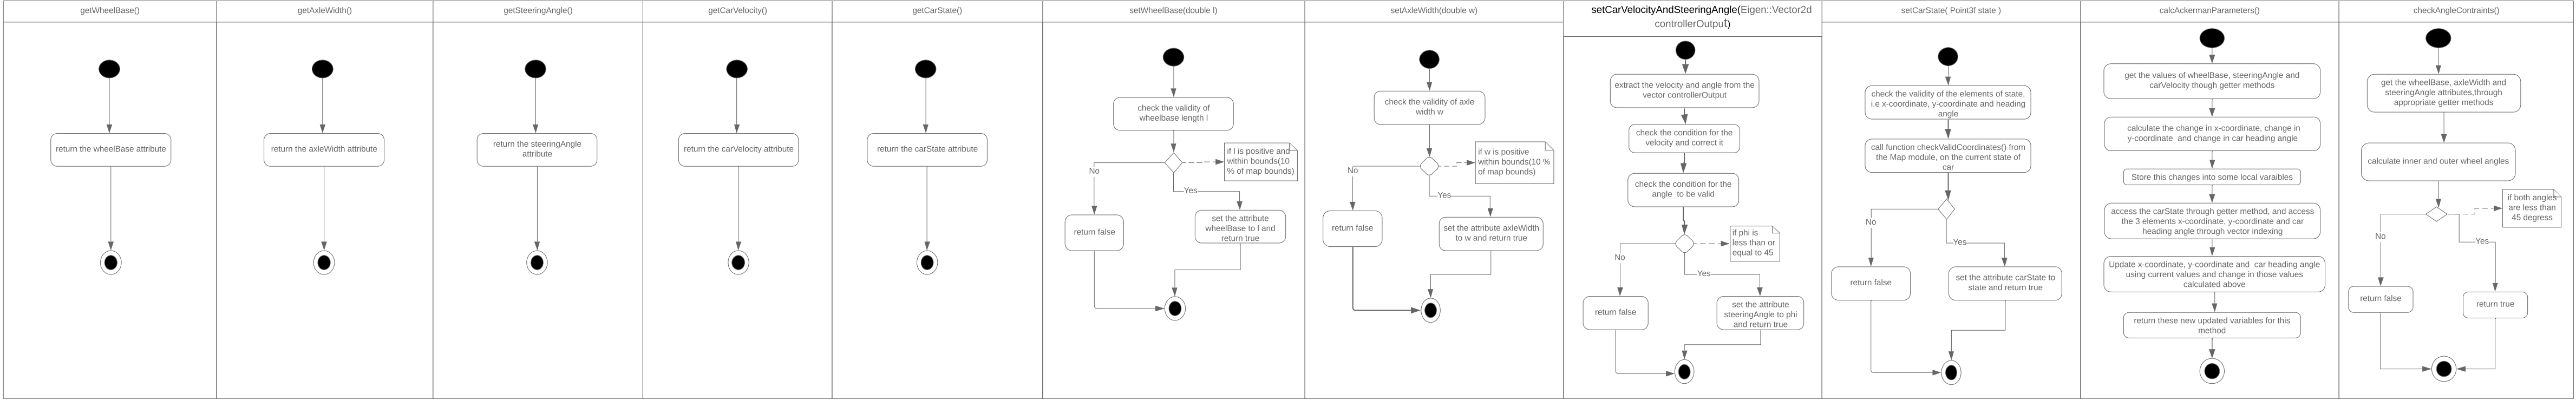 getWheelBase()
return the wheelBase attribute
getAxleWidth()
return the axleWidth attribute
getSteeringAngle()
return the steeringAngle
attribute
getCarVelocity()
return the carVelocity attribute
getCarState()
return the carState attribute
setWheelBase(double l)
check the validity of
wheelbase length l
if l is positive and
within bounds(10
% of map bounds)
No
Yes
return false
set the attribute
wheelBase to l and
return true
setAxleWidth(double w)
check the validity of axle
width w
if w is positive
within bounds(10 %
of map bounds)
No
Yes
return false
set the attribute axleWidth
to w and return true
setCarVelocityAndSteeringAngle(Eigen::Vector2d
controllerOutput)
extract the velocity and angle from the
vector controllerOutput
check the condition for the
velocity and correct it
check the condition for the
angle  to be valid
if phi is
less than or
equal to 45
No
Yes
return false
set the attribute
steeringAngle to phi
and return true
setCarState( Point3f state )
check the validity of the elements of state,
i.e x-coordinate, y-coordinate and heading
angle
call function checkValidCoordinates() from
the Map module, on the current state of
car
No
Yes
return false
set the attribute carState to
state and return true
calcAckermanParameters()
get the values of wheelBase, steeringAngle and
carVelocity though getter methods
calculate the change in x-coordinate, change in
y-coordinate  and change in car heading angle
Store this changes into some local varaibles
access the carState through getter method, and access
the 3 elements x-coordinate, y-coordinate and car
heading angle through vector indexing
Update x-coordinate, y-coordinate and  car heading angle
using current values and change in those values
calculated above
return these new updated variables for this
method
checkAngleContraints()
get the wheelBase, axleWidth and
steeringAngle attributes,through
appropriate getter methods
calculate inner and outer wheel angles
if both angles
are less than
45 degress
No
Yes
return false
return true